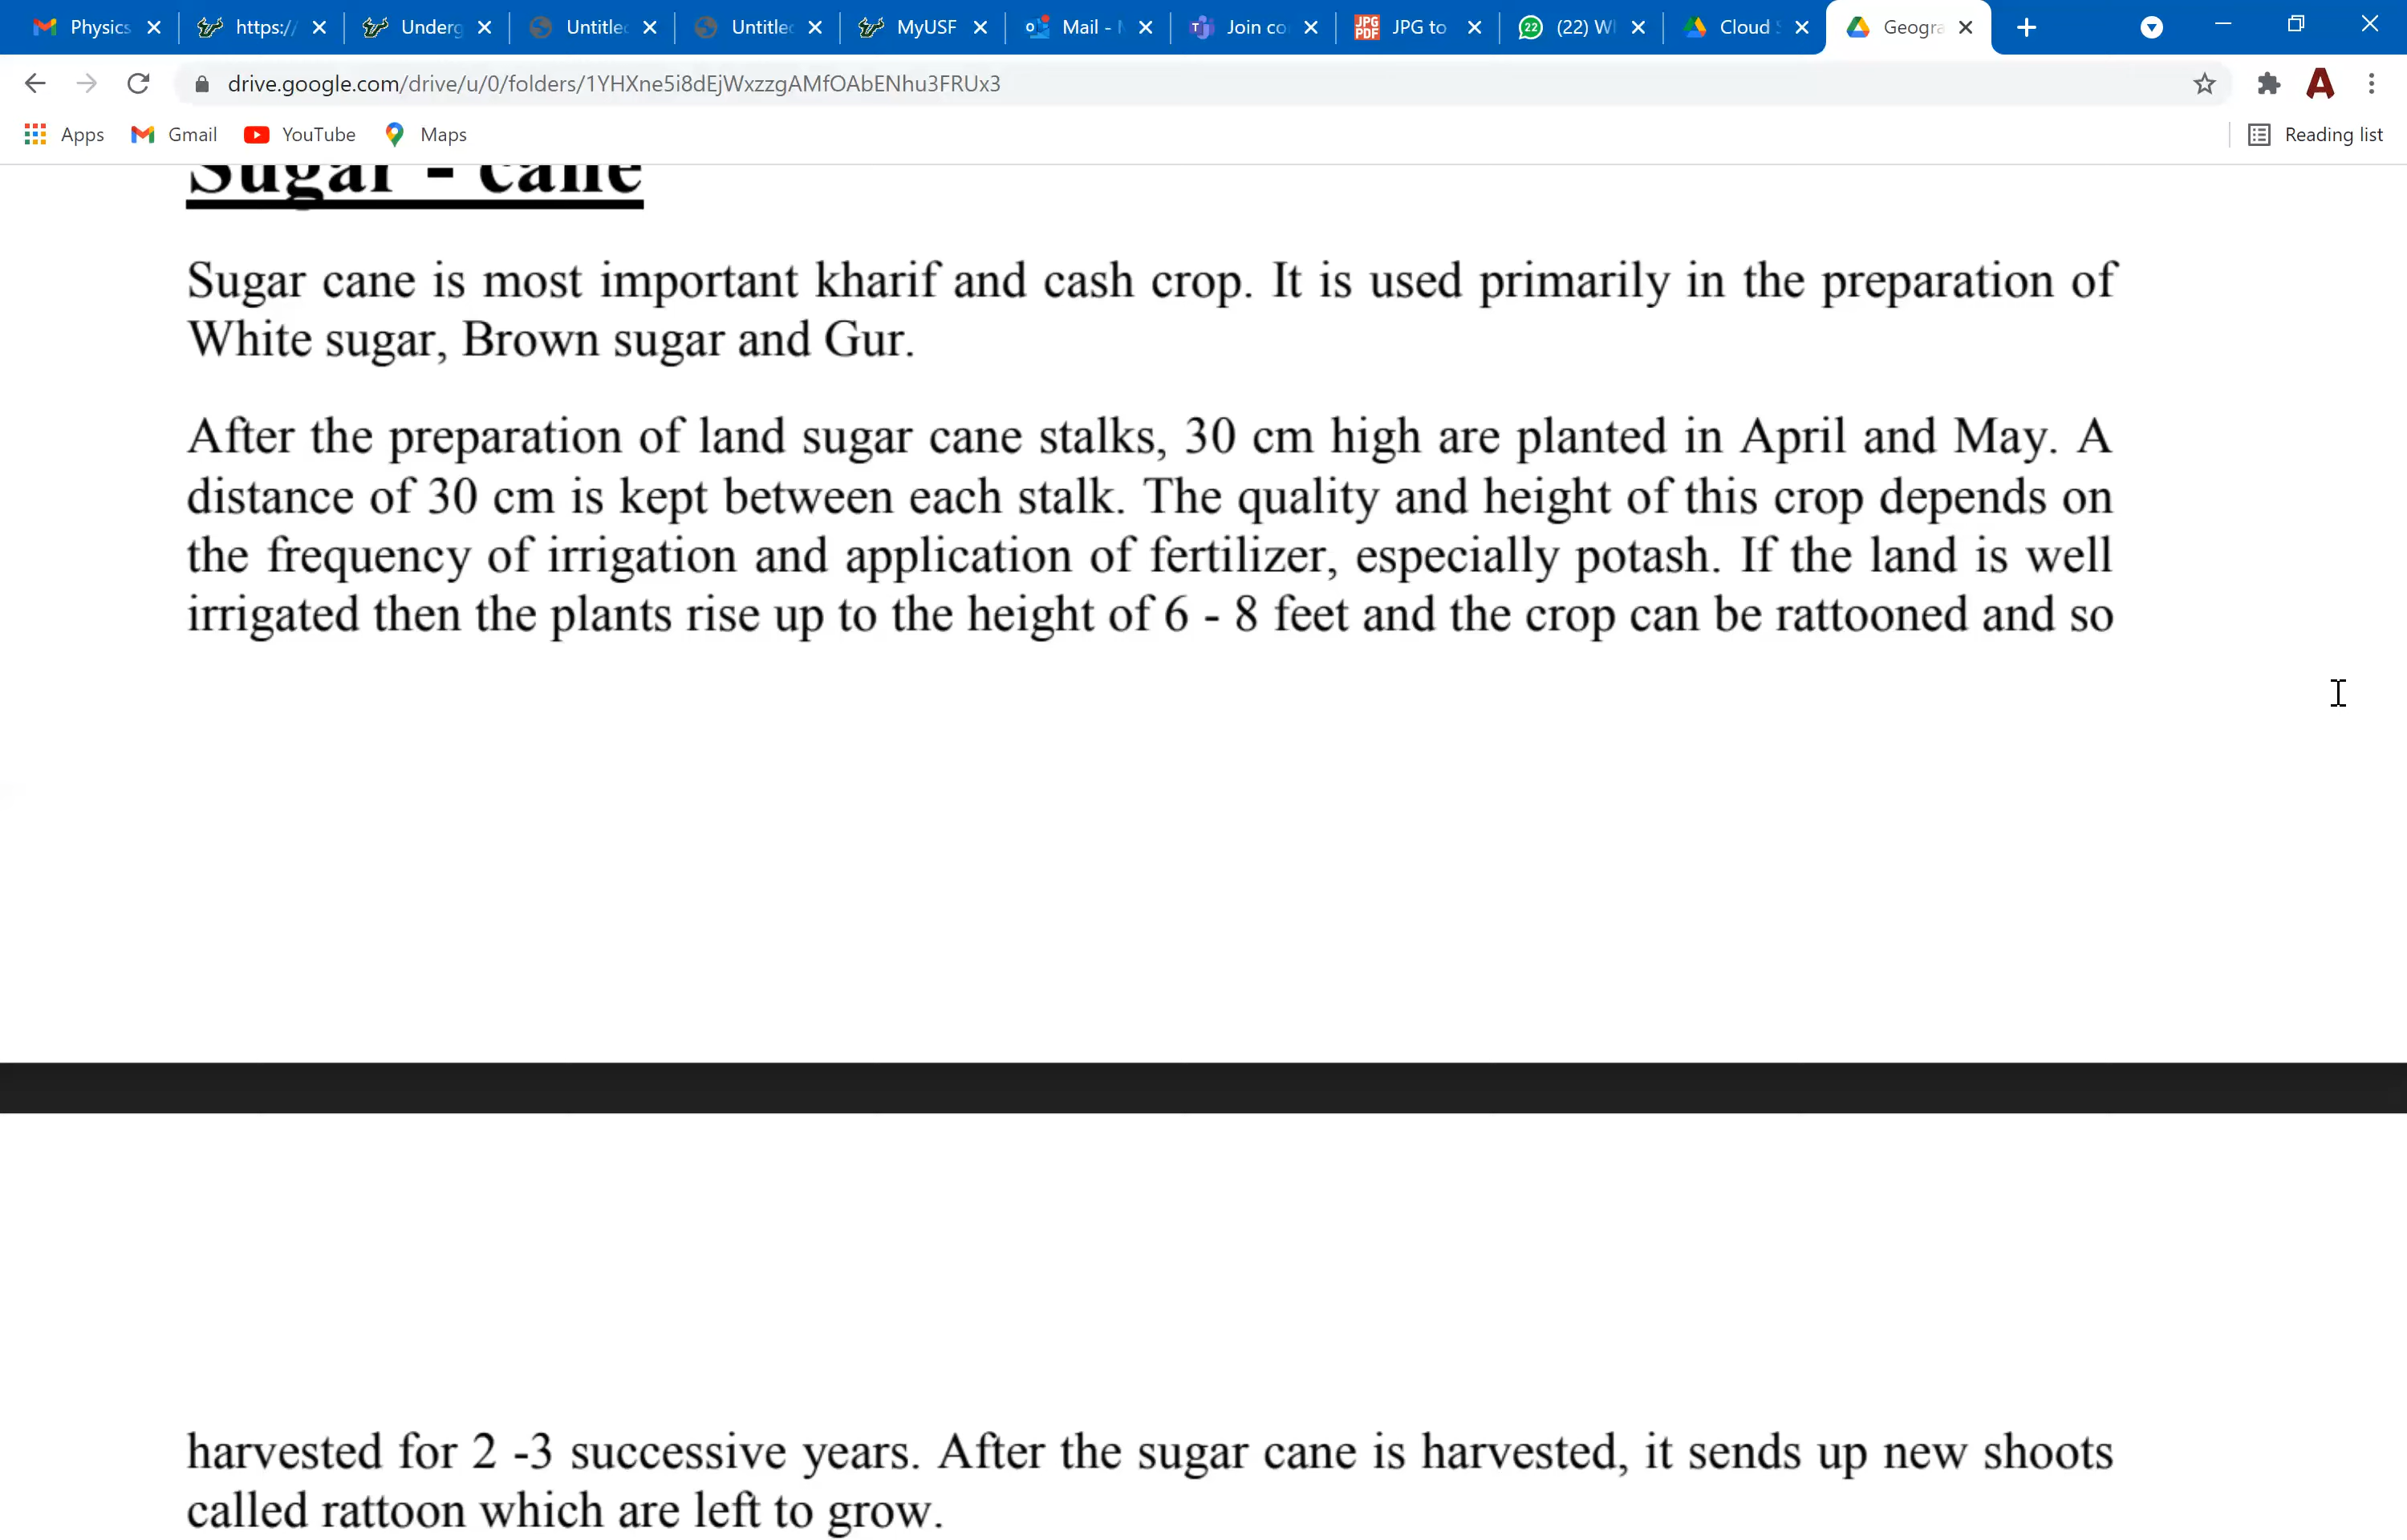 Physics https:// Underg Untitled Untitled MyUSF Mail - Join co JPG to (22) W Cloud Geogra
drive.google.com/drive/u/0/folders/1YHXne5i8dEjWxzzgAMfOAbENhu3FRUx3
Apps Gmail YouTube Maps Reading list
Sugar - cane
Sugar cane is most important kharif and cash crop. It is used primarily in the preparation of
White sugar, Brown sugar and Gur.
After the preparation of land sugar cane stalks, 30 cm high are planted in April and May. A
distance of 30 cm is kept between each stalk. The quality and height of this crop depends on
the frequency of irrigation and application of fertilizer, especially potash. If the land is well
irrigated then the plants rise up to the height of 6 - 8 feet and the crop can be rattooned and so
harvested for 2 -3 successive years. After the sugar cane is harvested, it sends up new shoots
called rattoon which are left to grow.